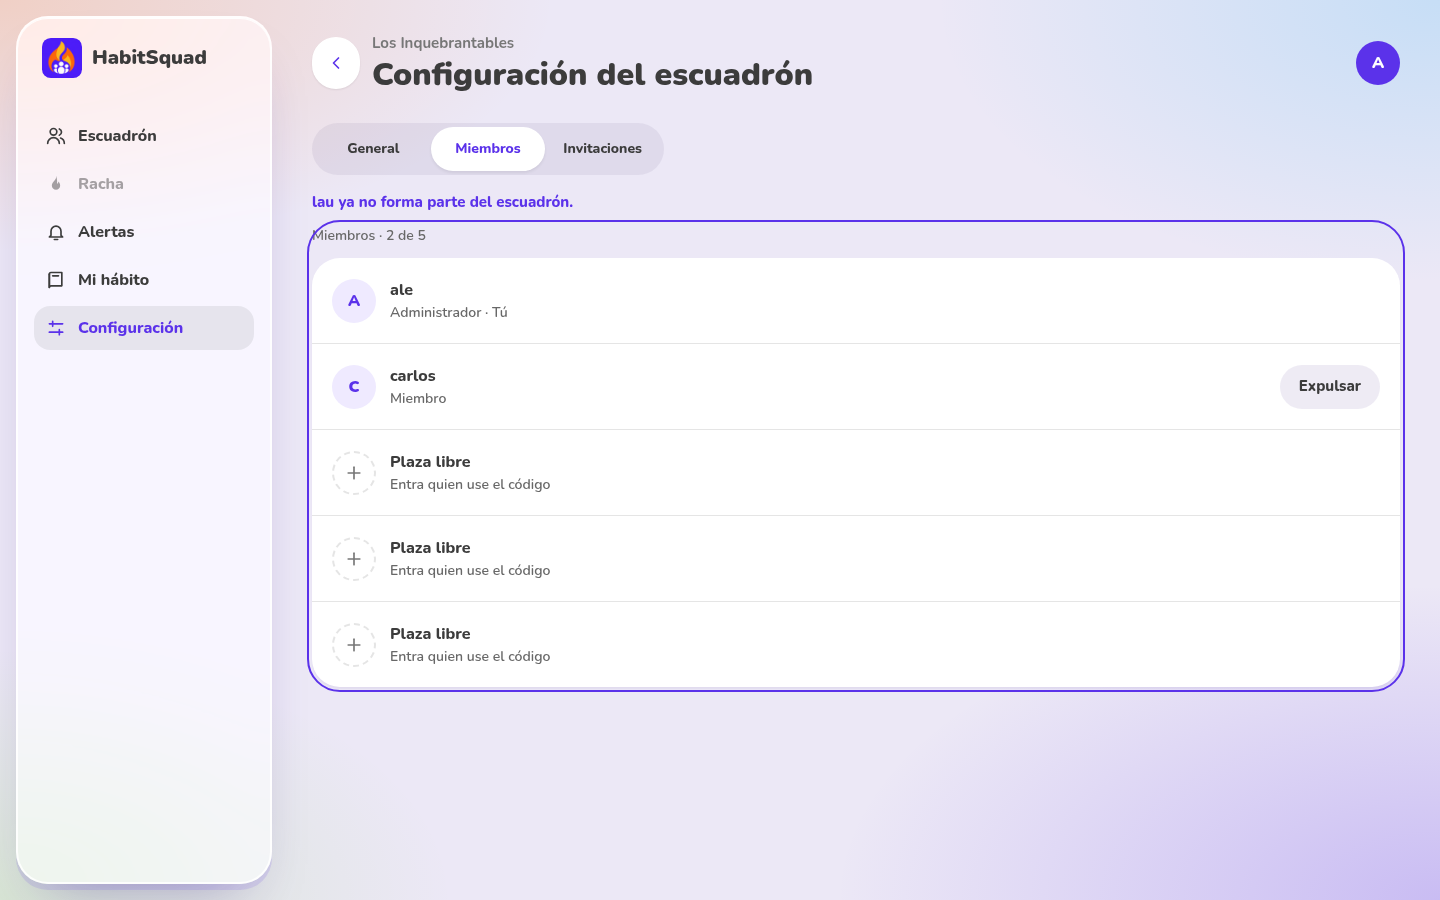 HabitSquad
Escuadrón
Racha
Alertas
Mi hábito
Configuración
Los Inquebrantables
Configuración del escuadrón
A
General
Miembros
Invitaciones
lau ya no forma parte del escuadrón.
Miembros · 2 de 5
A
ale
Administrador · Tú
C
carlos
Miembro
Expulsar
Plaza libre
Entra quien use el código
Plaza libre
Entra quien use el código
Plaza libre
Entra quien use el código